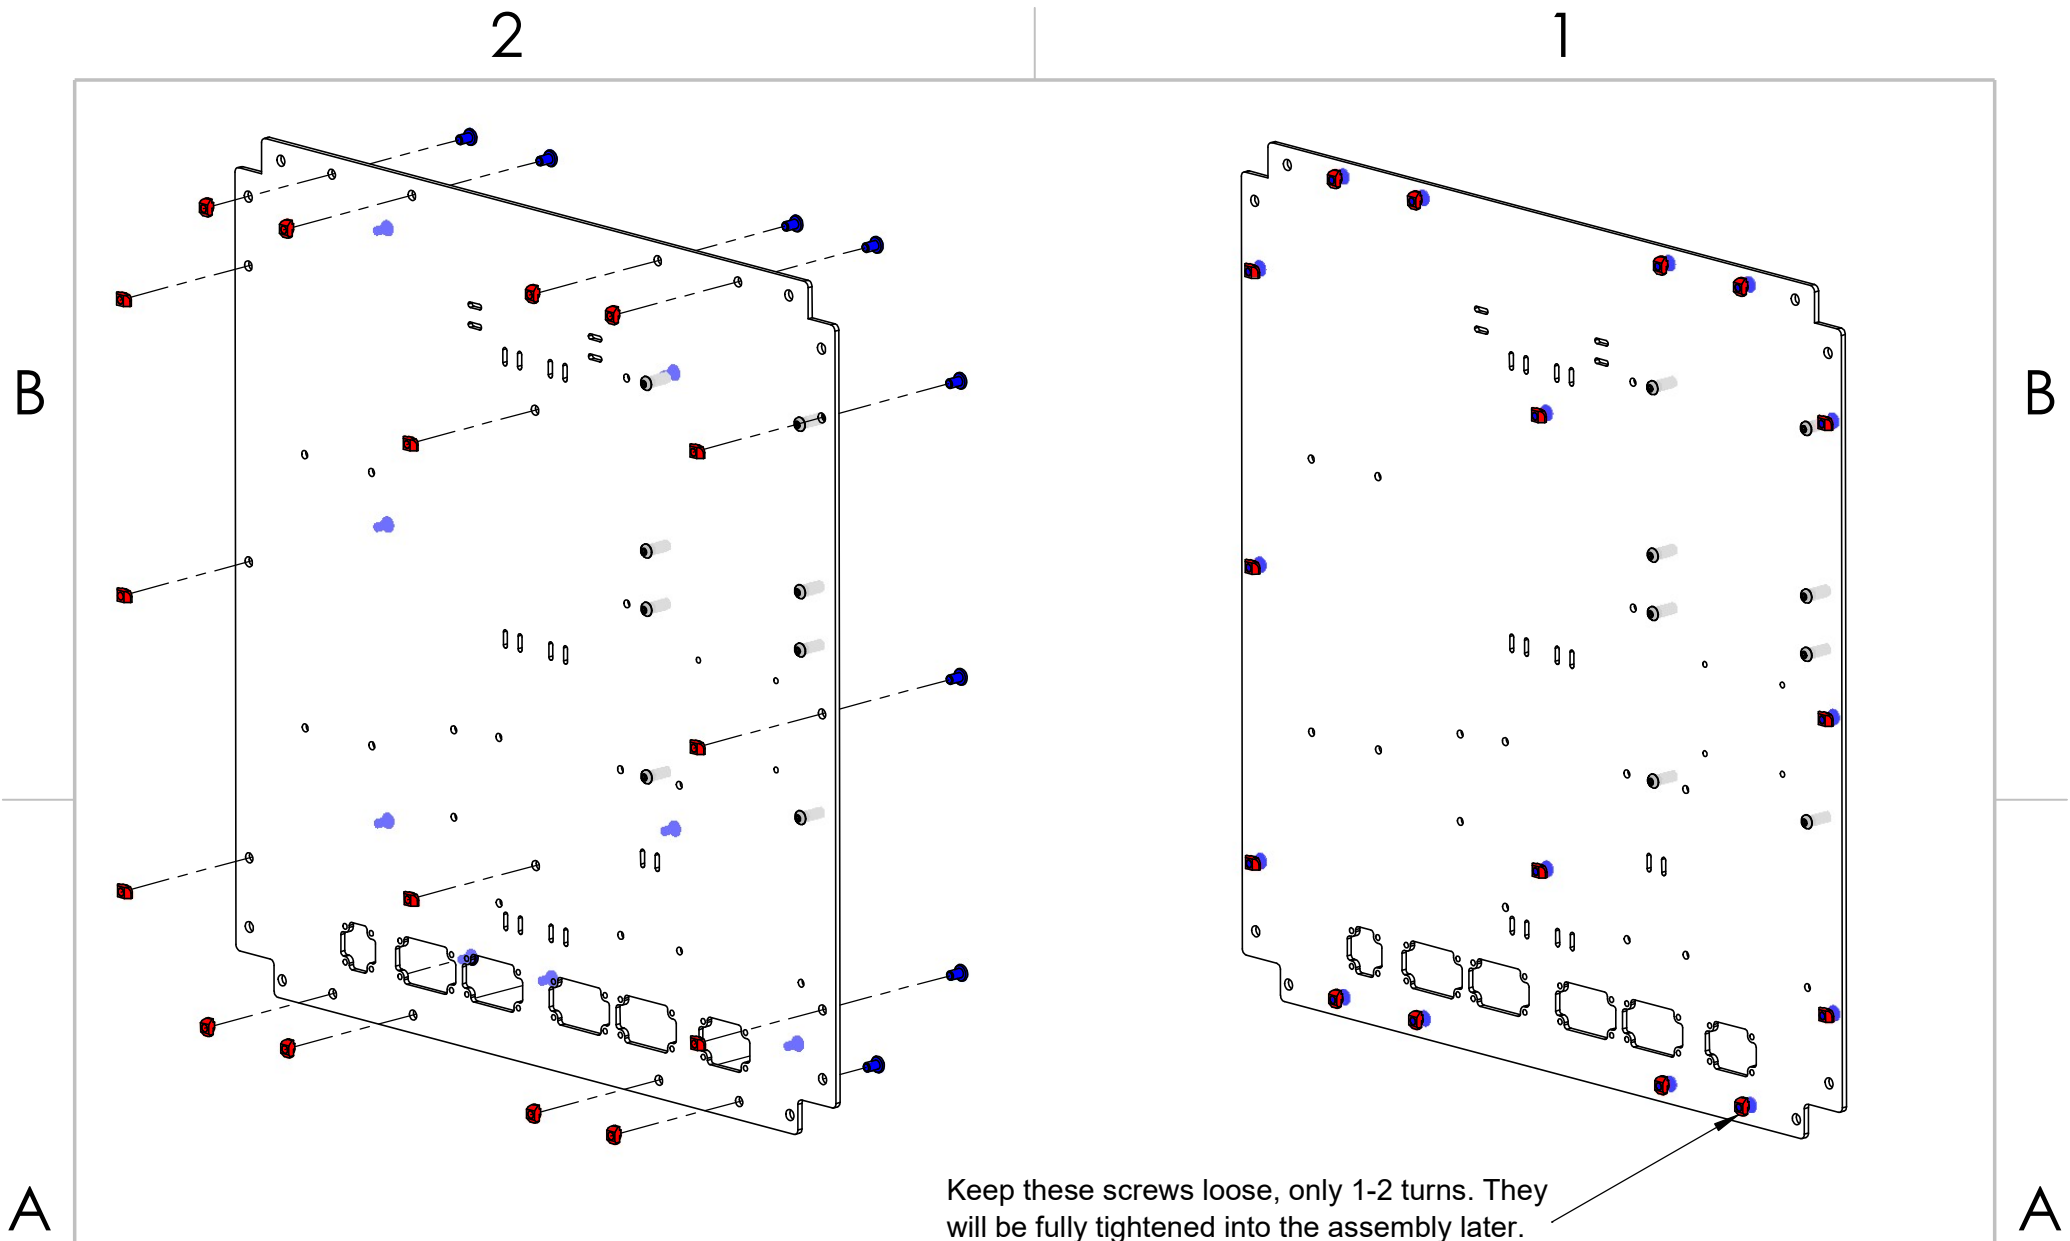 2
1
B
B
A
A
Keep these screws loose, only 1-2 turns. They
will be fully tightened into the assembly later.